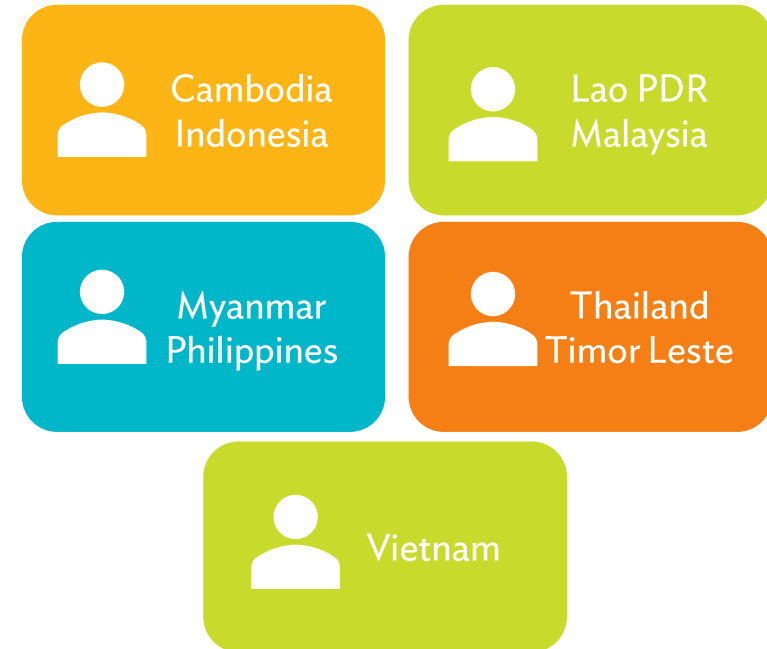 Cambodia
Indonesia
Lao PDR
Malaysia
Myanmar
Philippines
Thailand
Timor Leste
Vietnam